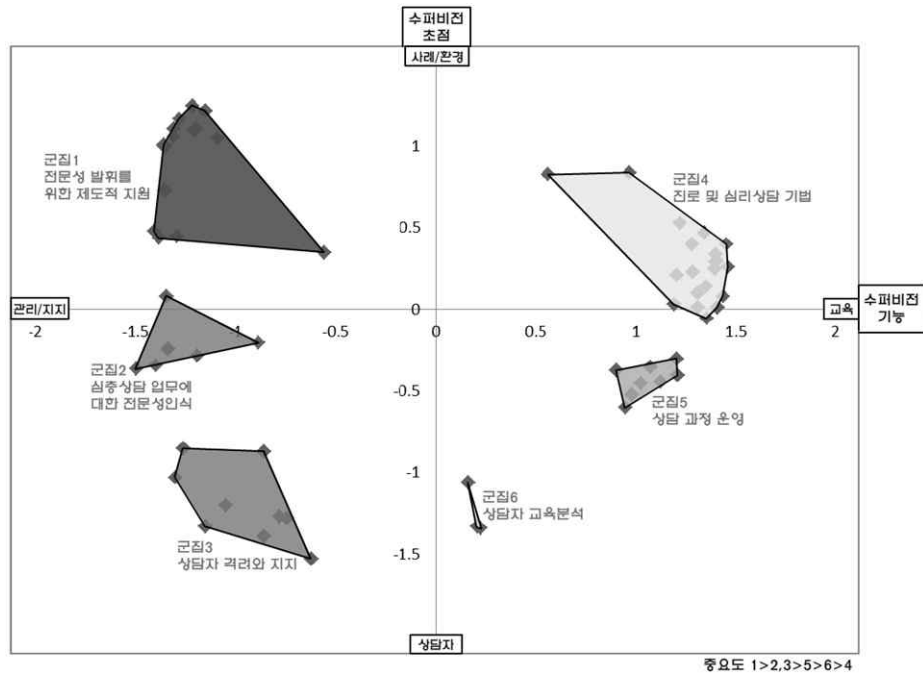 수퍼비전
초점
사례/환경
군집1
전문성 발휘를
위한 제도적 지원
군집4
진로 및 심리상담 기법
1
0.5
관리/지지
0
교육
수퍼비전
기능
-2
-1.5
-1
-0.5
0
0.5
1
1.5
2
군집2
심층상담 업무에
대한 전문성인식
-0.5
군집5
상담 과정 운영
-1
군집6
상담자 교육분석
군집3
상담자 격려와 지지
-1.5
상담자
중요도 1>2,3>5>6>4